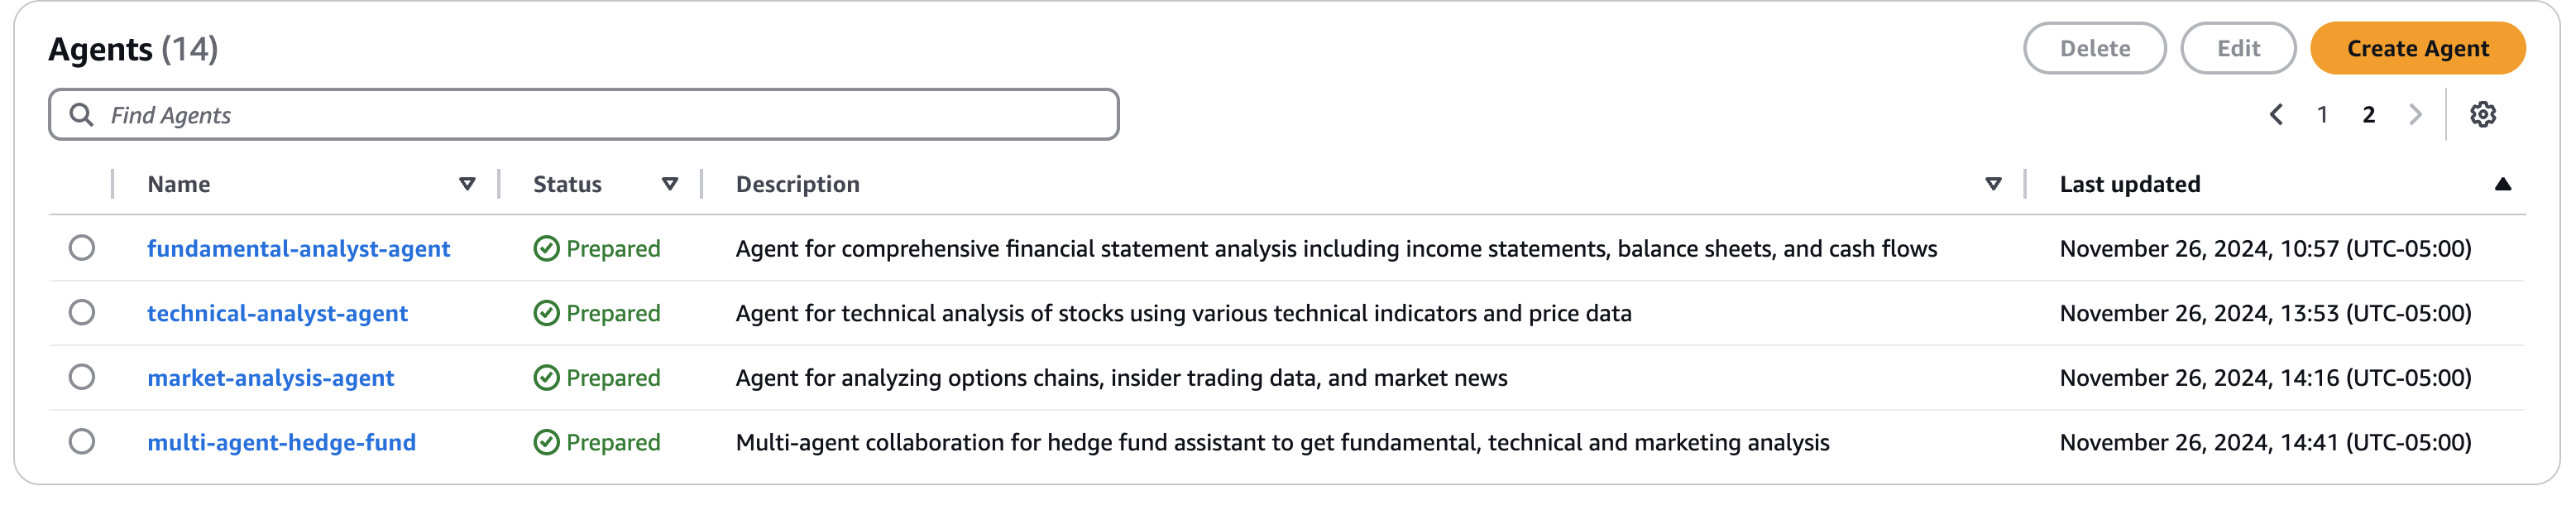 Agents (14)
Delete
Edit
Create Agent
Find Agents
1
2
Name
Status
Description
Last updated
fundamental-analyst-agent Prepared Agent for comprehensive financial statement analysis including income statements, balance sheets, and cash flows November 26, 2024, 10:57 (UTC-05:00)
technical-analyst-agent Prepared Agent for technical analysis of stocks using various technical indicators and price data November 26, 2024, 13:53 (UTC-05:00)
market-analysis-agent Prepared Agent for analyzing options chains, insider trading data, and market news November 26, 2024, 14:16 (UTC-05:00)
multi-agent-hedge-fund Prepared Multi-agent collaboration for hedge fund assistant to get fundamental, technical and marketing analysis November 26, 2024, 14:41 (UTC-05:00)